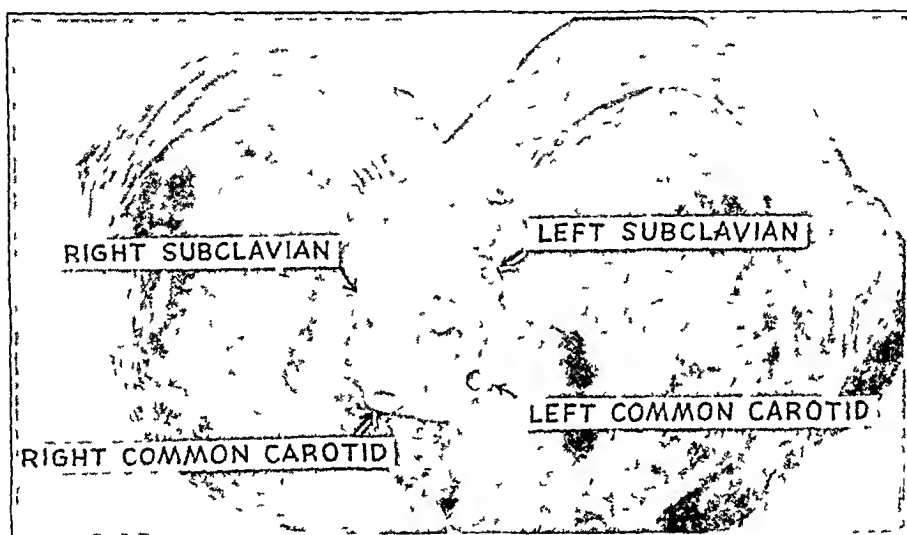 RIGHT SUBCLAVIAN
LEFT SUBCLAVIAN
LEFT COMMON CAROTID
RIGHT COMMON CAROTID